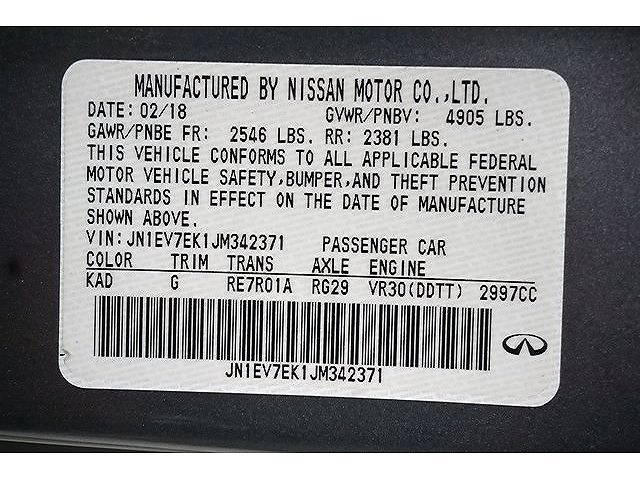 MANUFACTURED BY NISSAN MOTOR CO.,LTD.
DATE: 02/18 GVWR/PNBV: 4905 LBS.
GAWR/PNBE FR: 2546 LBS. RR: 2381 LBS.
THIS VEHICLE CONFORMS TO ALL APPLICABLE FEDERAL
MOTOR VEHICLE SAFETY,BUMPER,AND THEFT PREVENTION
STANDARDS IN EFFECT ON THE DATE OF MANUFACTURE
SHOWN ABOVE.
VIN:JN1EV7EK1JM342371 PASSENGER CAR
COLOR TRIM TRANS AXLE ENGINE
KAD G RE7R01A RG29 VR30(DDTT) 2997CC
JN1EV7EK1JM342371